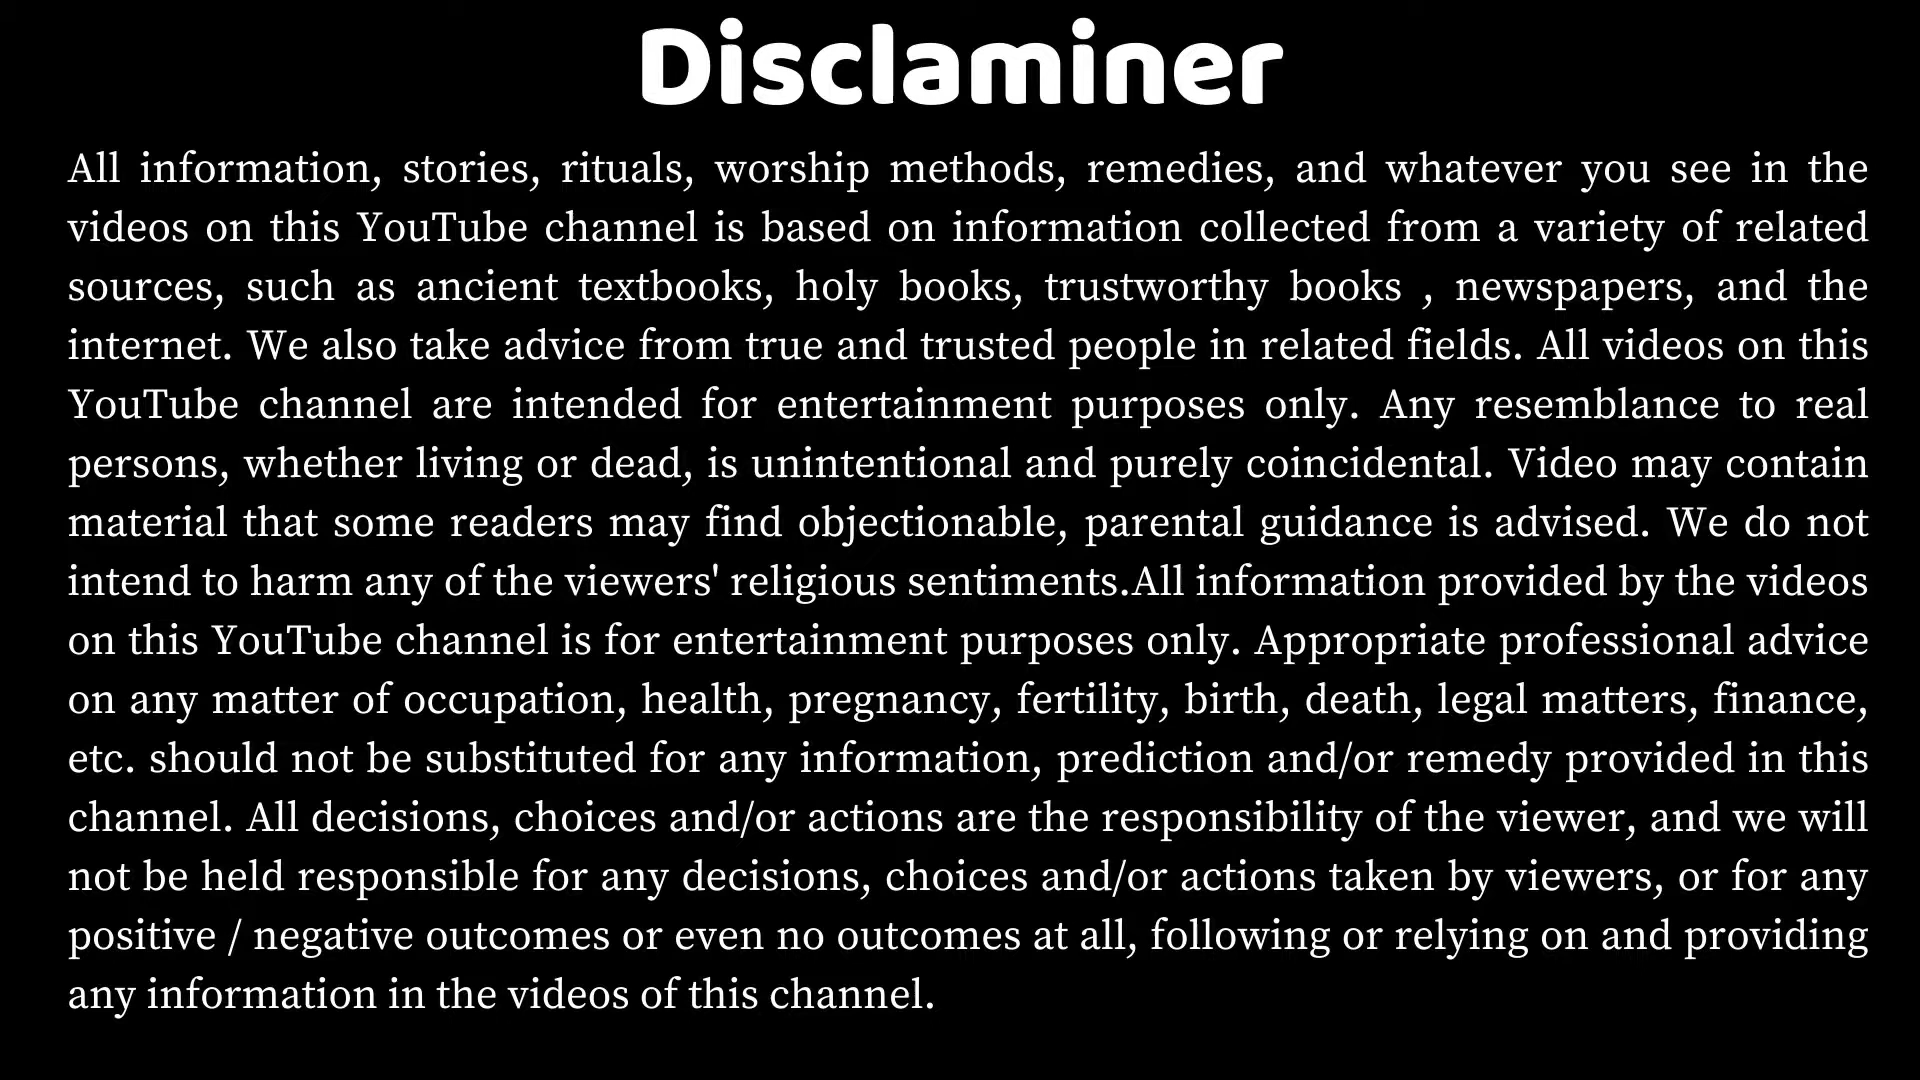 Disclaminer
All information, stories, rituals, worship methods, remedies, and whatever you see in the
videos on this YouTube channel is based on information collected from a variety of related
sources, such as ancient textbooks, holy books, trustworthy books , newspapers, and the
internet. We also take advice from true and trusted people in related fields. All videos on this
YouTube channel are intended for entertainment purposes only. Any resemblance to real
persons, whether living or dead, is unintentional and purely coincidental. Video may contain
material that some readers may find objectionable, parental guidance is advised. We do not
intend to harm any of the viewers' religious sentiments.All information provided by the videos
on this YouTube channel is for entertainment purposes only. Appropriate professional advice
on any matter of occupation, health, pregnancy, fertility, birth, death, legal matters, finance,
etc. should not be substituted for any information, prediction and/or remedy provided in this
channel. All decisions, choices and/or actions are the responsibility of the viewer, and we will
not be held responsible for any decisions, choices and/or actions taken by viewers, or for any
positive / negative outcomes or even no outcomes at all, following or relying on and providing
any information in the videos of this channel.